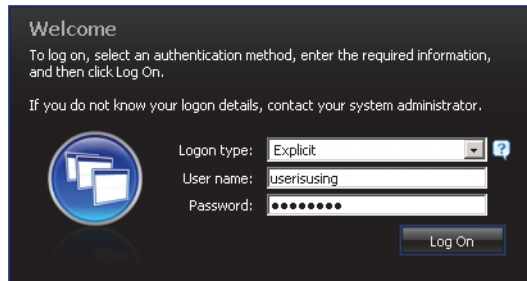 Welcome
To log on, select an authentication method, enter the required information,
and then click Log On.
If you do not know your logon details, contact your system administrator.
Logon type: Explicit
User name: userisusing
Password: ●●●●●●●●
Log On